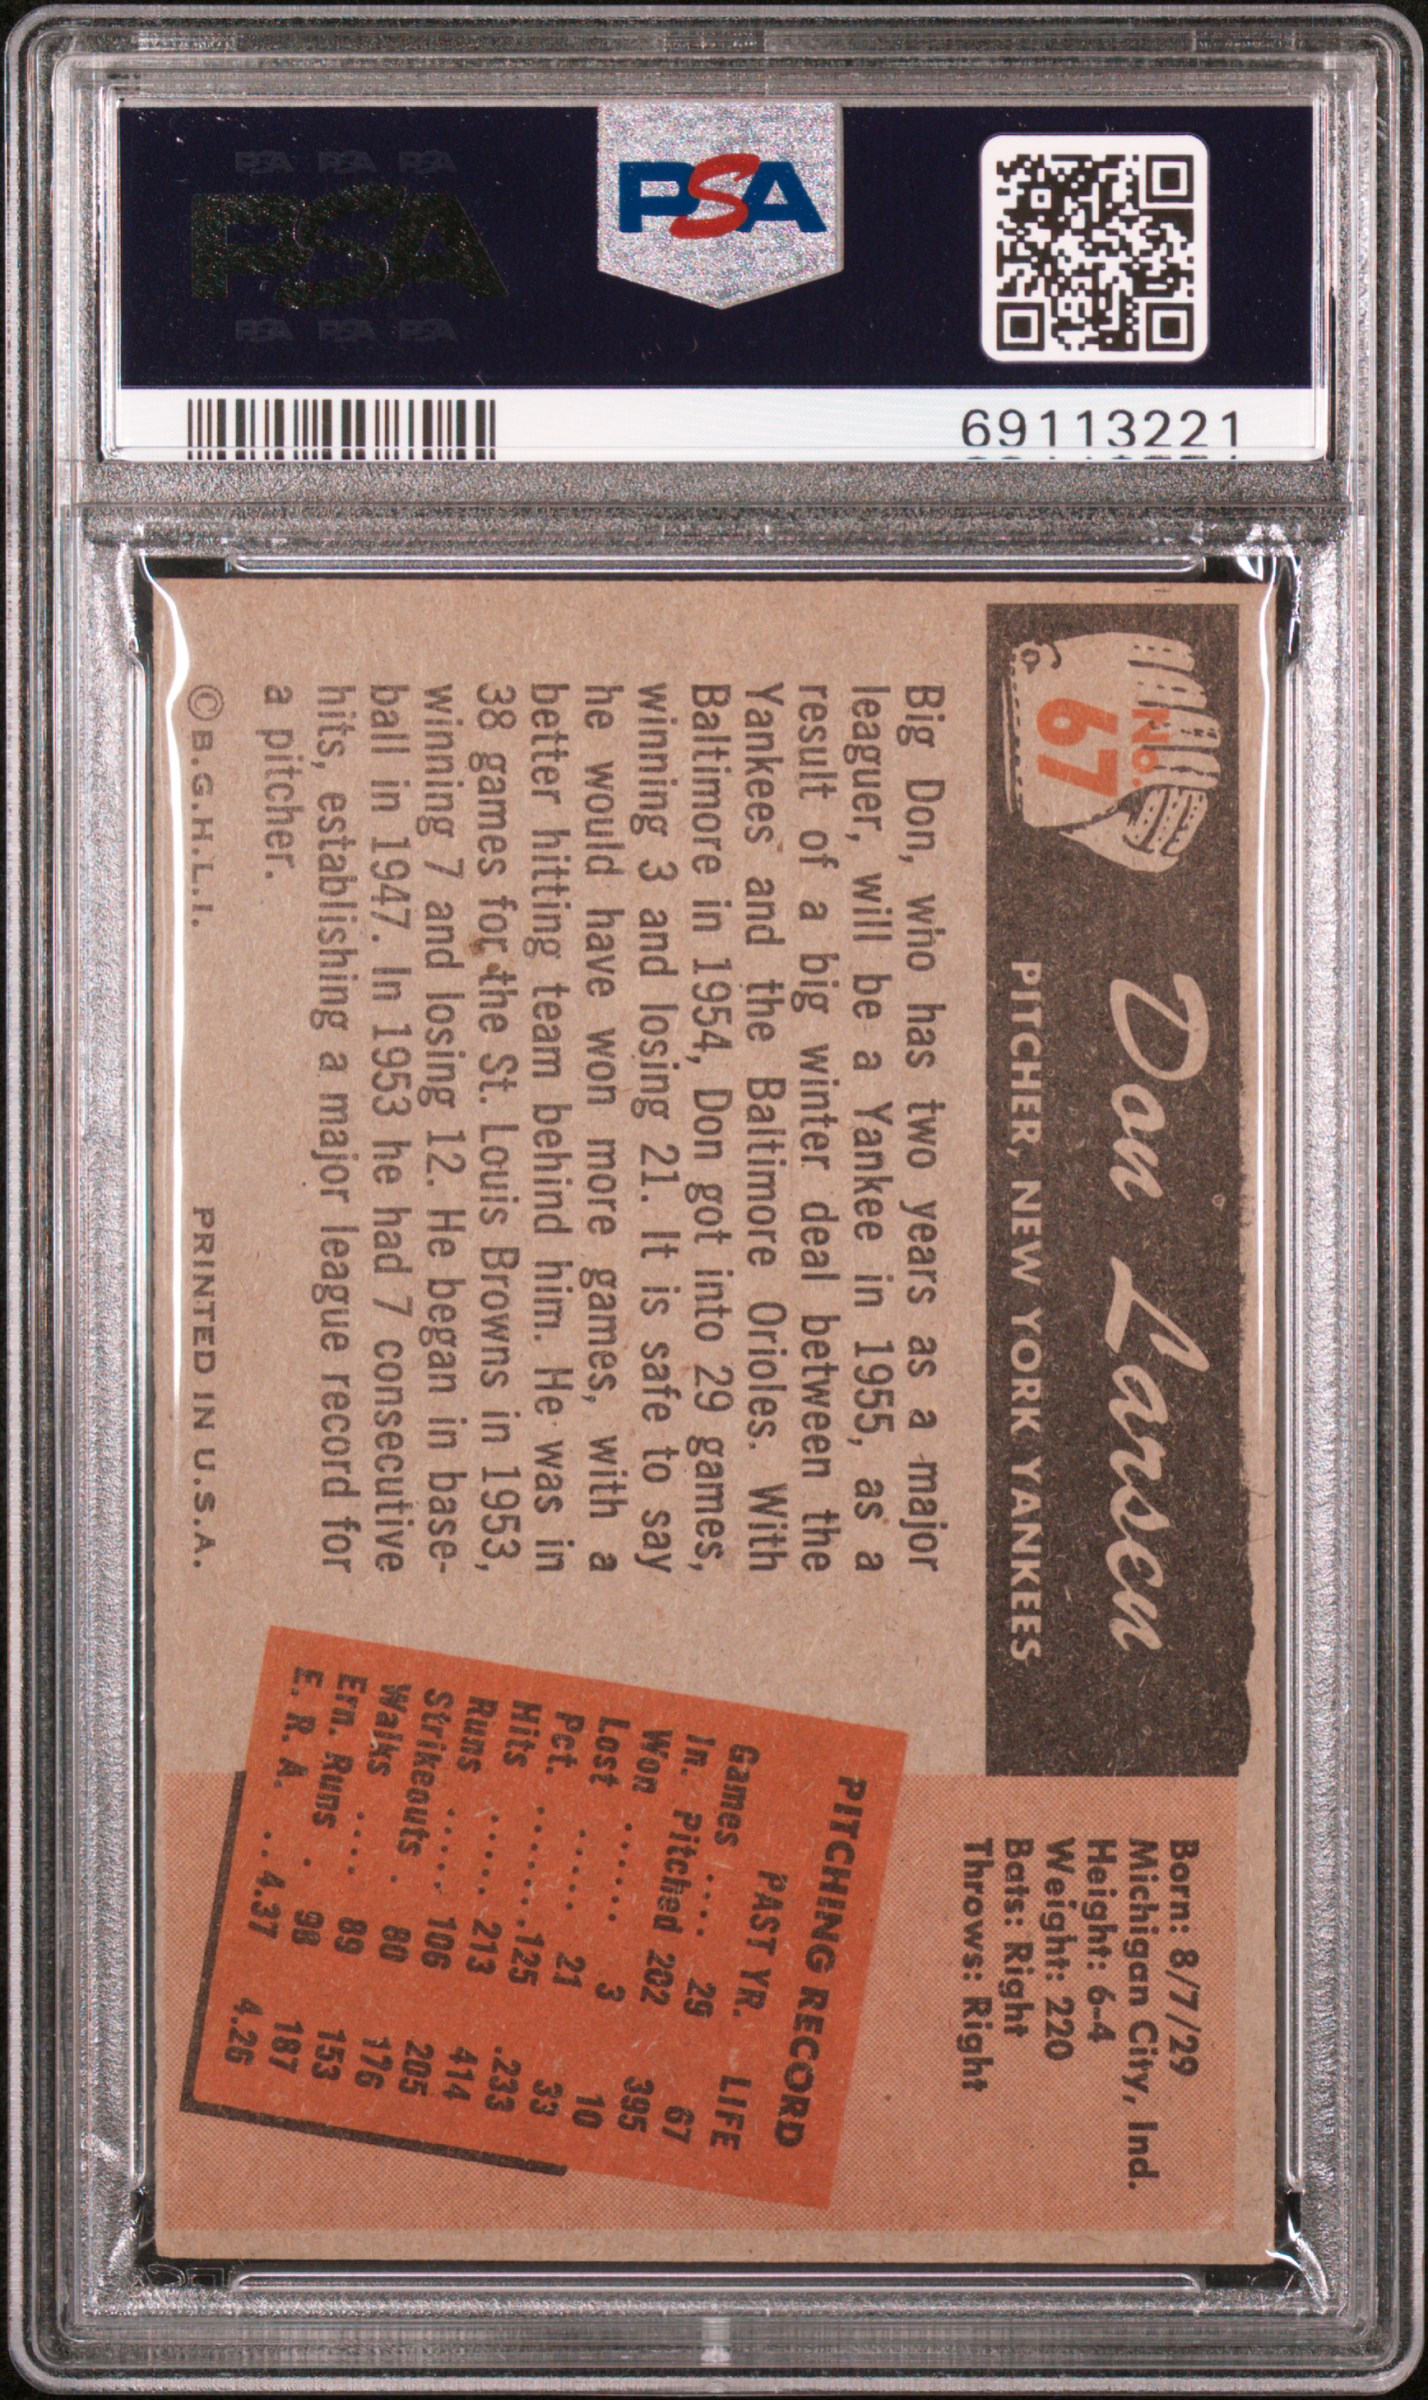 PSA PSA PSA
PSA
PSA PSA PSA
PSA
69113221
No.
67
Don Larsen
PITCHER, NEW YORK YANKEES
Big Don, who has two years as a major
leaguer, will be a Yankee in 1955, as a
result of a big winter deal between the
Yankees and the Baltimore Orioles. With
Baltimore in 1954, Don got into 29 games,
winning 3 and losing 21. It is safe to say
he would have won more games, with a
better hitting team behind him. He was in
38 games for the St. Louis Browns in 1953,
winning 7 and losing 12. He began in base-
ball in 1947. In 1953 he had 7 consecutive
hits, establishing a major league record for
a pitcher.
© B.G.H.L.I.
PRINTED IN U.S.A.
Born: 8/7/29
Michigan City, Ind.
Height: 6-4
Weight: 220
Bats: Right
Throws: Right
PITCHING RECORD
PAST YR. LIFE
Games .... 29 67
In. Pitched 202 395
Won ...... 3 10
Lost ..... 21 33
Pct. ......125 .233
Hits ..... 213 414
Runs ..... 106 205
Strikeouts . 80 176
Walks .... 89 153
Ern. Runs . 98 187
E. R. A. ..4.37 4.26